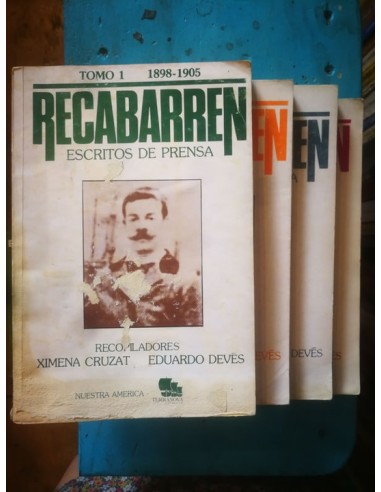 TOMO 1 1898-1905
RECABARREN
ESCRITOS DE PRENSA
RECOPILADORES
XIMENA CRUZAT EDUARDO DEVÉS
NUESTRA AMERICA
TERRANOVA
EN
DEVÉS
EN
A
DEVÉS
N
DEVÉS